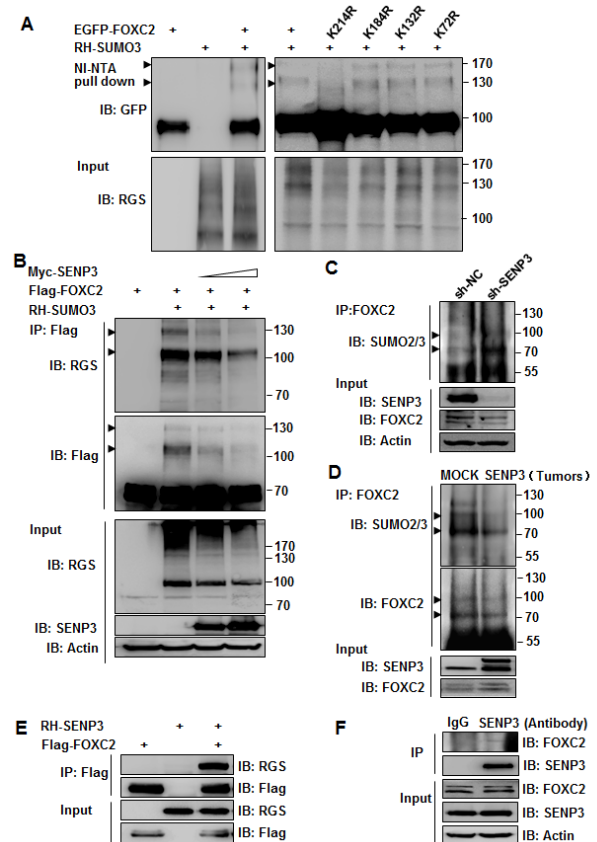 A
EGFP-FOXC2 + + +
K214R K184R K132R K72R
RH-SUMO3 + + +
NI-NTA
pull down
IB: GFP
170
130
100
Input
IB: RGS
170
130
100
B
Myc-SENP3
Flag-FOXC2 + + + +
RH-SUMO3 + + +
IP: Flag
IB: RGS
130
100
70
IB: Flag
130
100
70
Input
IB: RGS
170
130
100
70
IB: SENP3
IB: Actin
C
sh-NC sh-SENP3
IP:FOXC2
IB: SUMO2/3
130
100
70
55
Input
IB: SENP3
IB: FOXC2
IB: Actin
D
MOCK SENP3 (Tumors)
IP: FOXC2
IB: SUMO2/3
130
100
70
55
IB: FOXC2
130
100
70
55
Input
IB: SENP3
IB: FOXC2
E
RH-SENP3 + +
Flag-FOXC2 + +
IP: Flag
IB: RGS
IB: Flag
Input
IB: RGS
IB: Flag
F
IgG SENP3 (Antibody)
IP
IB: FOXC2
IB: SENP3
Input
IB: FOXC2
IB: SENP3
IB: Actin